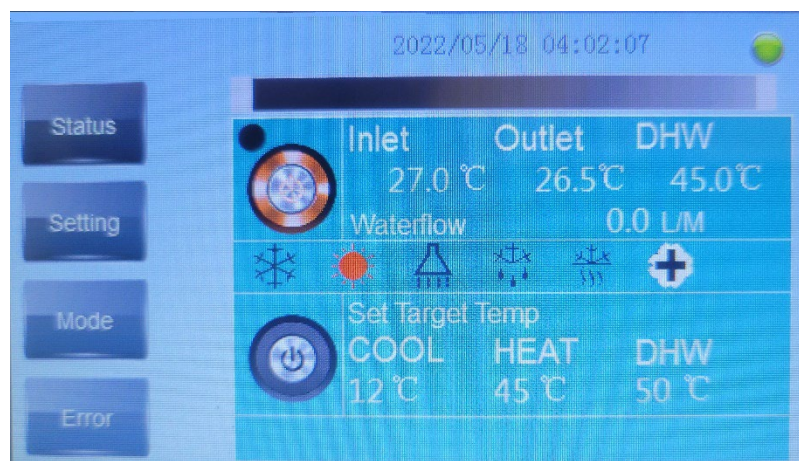 2022/05/18 04:02:07
Status
Setting
Mode
Error
Inlet Outlet DHW
27.0 ℃ 26.5℃ 45.0℃
Waterflow 0.0 L/M
Set Target Temp
COOL HEAT DHW
12 ℃ 45 ℃ 50 ℃